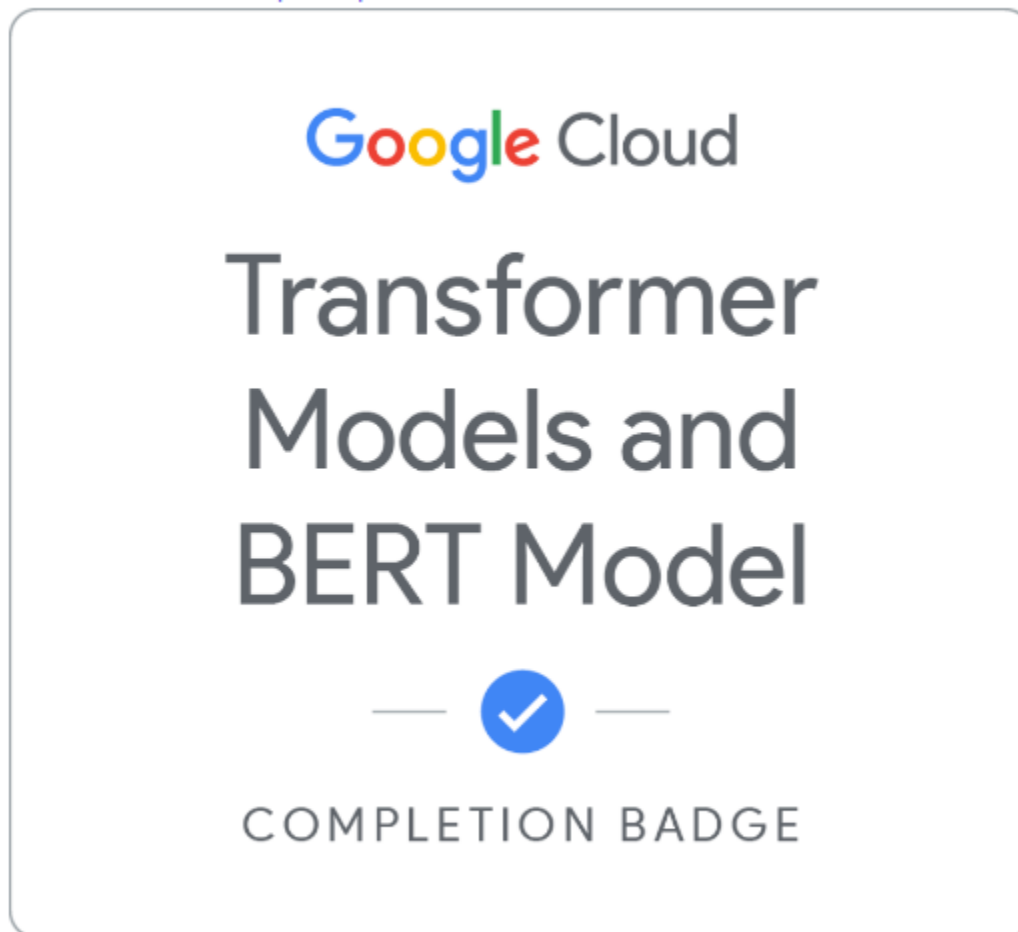 Google Cloud
Transformer
Models and
BERT Model
COMPLETION BADGE